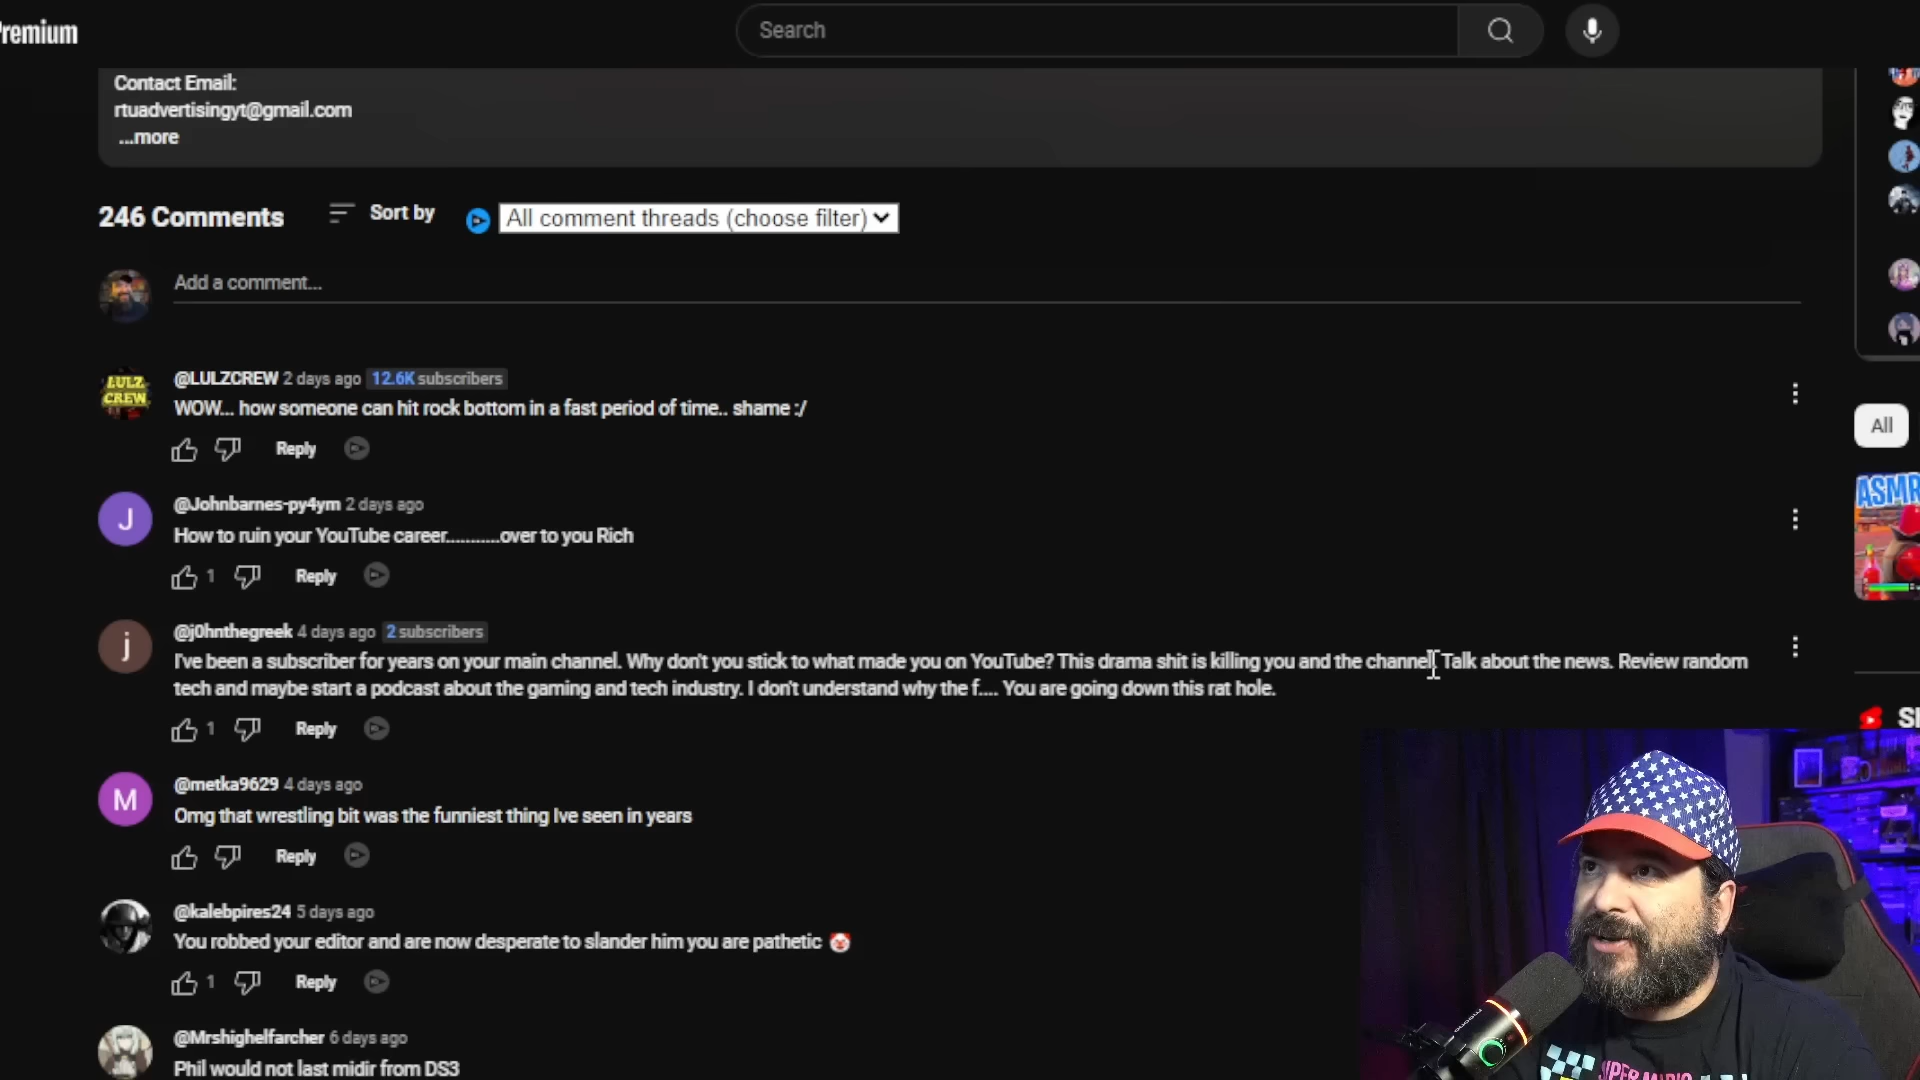 Premium
Search
Contact Email:
rtuadvertisingyt@gmail.com
...more
246 Comments
Sort by
All comment threads (choose filter)
Add a comment...
LULZ
CREW
@LULZCREW 2 days ago 12.6K subscribers
WOW... how someone can hit rock bottom in a fast period of time.. shame :/
Reply
All
ASMR
J
@Johnbarnes-py4ym 2 days ago
How to ruin your YouTube career...........over to you Rich
1 Reply
j
@j0hnthegreek 4 days ago 2 subscribers
I've been a subscriber for years on your main channel. Why don't you stick to what made you on YouTube? This drama shit is killing you and the channel. Talk about the news. Review random
tech and maybe start a podcast about the gaming and tech industry. I don't understand why the f.... You are going down this rat hole.
1 Reply
M
@metka9629 4 days ago
Omg that wrestling bit was the funniest thing Ive seen in years
Reply
@kalebpires24 5 days ago
You robbed your editor and are now desperate to slander him you are pathetic 🤡
1 Reply
@Mrshighelfarcher 6 days ago
Phil would not last midir from DS3
SUPER MARIO